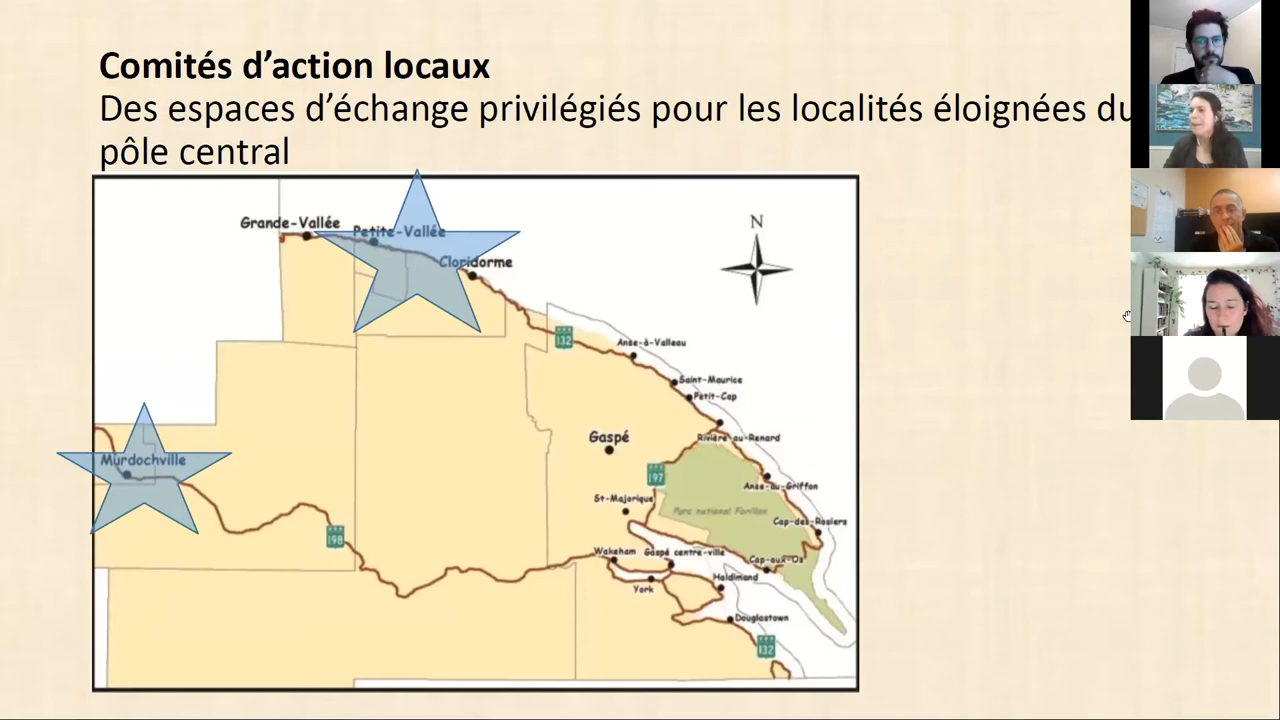 Comités d’action locaux
Des espaces d’échange privilégiés pour les localités éloignées du
pôle central
Grande-Vallée
Petite-Vallée
Cloridorme
N
132
Anse-à-Valleau
Saint-Maurice
Petit-Cap
Gaspé
Rivière-au-Renard
Murdochville
197
Anse-au-Griffon
St-Majorique
Parc national Forillon
Cap-des-Rosiers
198
Wakeham
Gaspé centre-ville
Cap-aux-Os
Haldimand
York
Douglastown
132